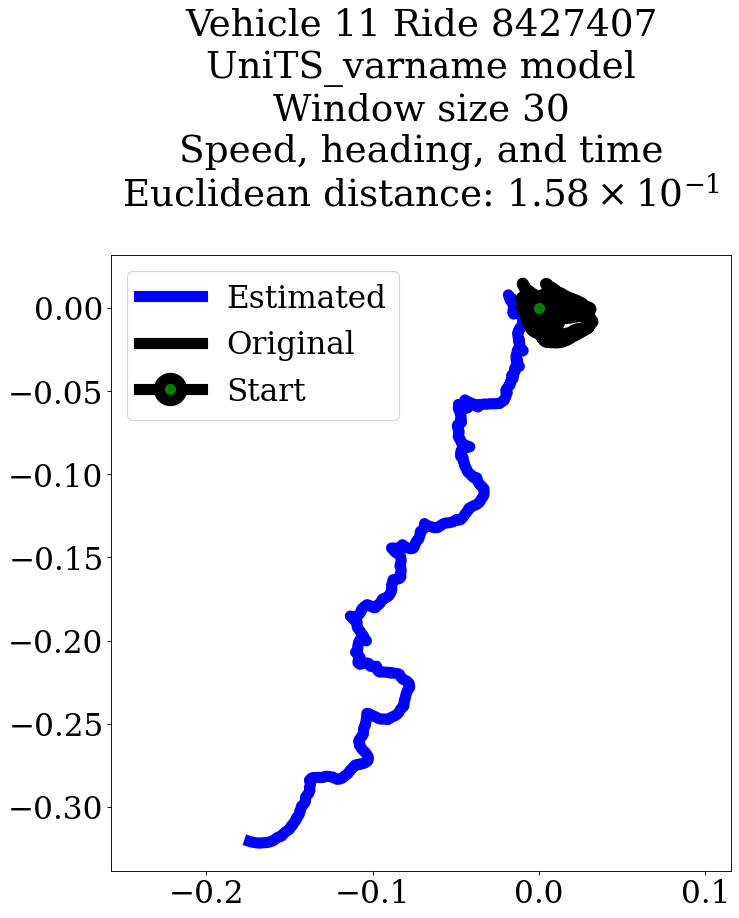 Vehicle 11 Ride 8427407
UniTS_varname model
Window size 30
Speed, heading, and time
Euclidean distance: 1.58 × 10⁻¹
Estimated
Original
Start
0.00
−0.05
−0.10
−0.15
−0.20
−0.25
−0.30
−0.2
−0.1
0.0
0.1